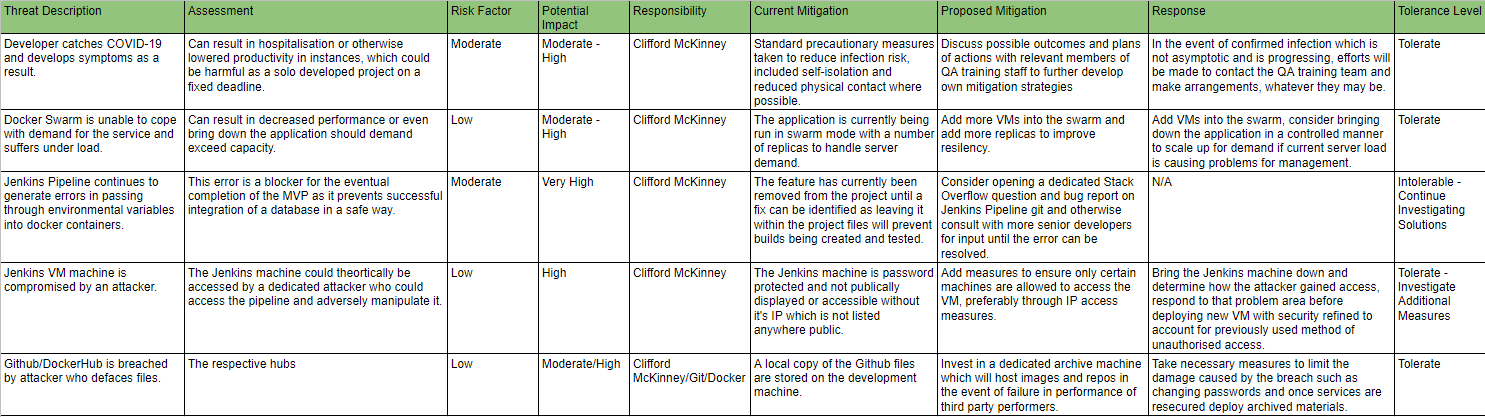 Threat Description
Assessment
Risk Factor
Potential
Impact
Responsibility
Current Mitigation
Proposed Mitigation
Response
Tolerance Level
Developer catches COVID-19
and develops symptoms as a
result.
Can result in hospitalisation or otherwise
lowered productivity in instances, which could
be harmful as a solo developed project on a
fixed deadline.
Moderate
Moderate -
High
Clifford McKinney
Standard precautionary measures
taken to reduce infection risk,
included self-isolation and
reduced physical contact where
possible.
Discuss possible outcomes and plans
of actions with relevant members of
QA training staff to further develop
own mitigation strategies
In the event of confirmed infection which is
not asymptotic and is progressing, efforts will
be made to contact the QA training team and
make arrangements, whatever they may be.
Tolerate
Docker Swarm is unable to cope
with demand for the service and
suffers under load.
Can result in decreased performance or even
bring down the application should demand
exceed capacity.
Low
Moderate -
High
Clifford McKinney
The application is currently being
run in swarm mode with a number
of replicas to handle server
demand.
Add more VMs into the swarm and
add more replicas to improve
resilency.
Add VMs into the swarm, consider bringing
down the application in a controlled manner
to scale up for demand if current server load
is causing problems for management.
Tolerate
Jenkins Pipeline continues to
generate errors in passing
through environmental variables
into docker containers.
This error is a blocker for the eventual
completion of the MVP as it prevents successful
integration of a database in a safe way.
Moderate
Very High
Clifford McKinney
The feature has currently been
removed from the project until a
fix can be identified as leaving it
within the project files will prevent
builds being created and tested.
Consider opening a dedicated Stack
Overflow question and bug report on
Jenkins Pipeline git and otherwise
consult with more senior developers
for input until the error can be
resolved.
N/A
Intolerable -
Continue
Investigating
Solutions
Jenkins VM machine is
compromised by an attacker.
The Jenkins machine could theortically be
accessed by a dedicated attacker who could
access the pipeline and adversely manipulate it.
Low
High
Clifford McKinney
The Jenkins machine is password
protected and not publically
displayed or accessible without
it's IP which is not listed
anywhere public.
Add measures to ensure only certain
machines are allowed to access the
VM, preferably through IP access
measures.
Bring the Jenkins machine down and
determine how the attacker gained access,
respond to that problem area before
deploying new VM with security refined to
account for previously used method of
unauthorised access.
Tolerate -
Investigate
Additional
Measures
Github/DockerHub is breached
by attacker who defaces files.
The respective hubs
Low
Moderate/High
Clifford
McKinney/Git/Docker
A local copy of the Github files
are stored on the development
machine.
Invest in a dedicated archive machine
which will host images and repos in
the event of failure in performance of
third party performers.
Take necessary measures to limit the
damage caused by the breach such as
changing passwords and once services are
resecured deploy archived materials.
Tolerate